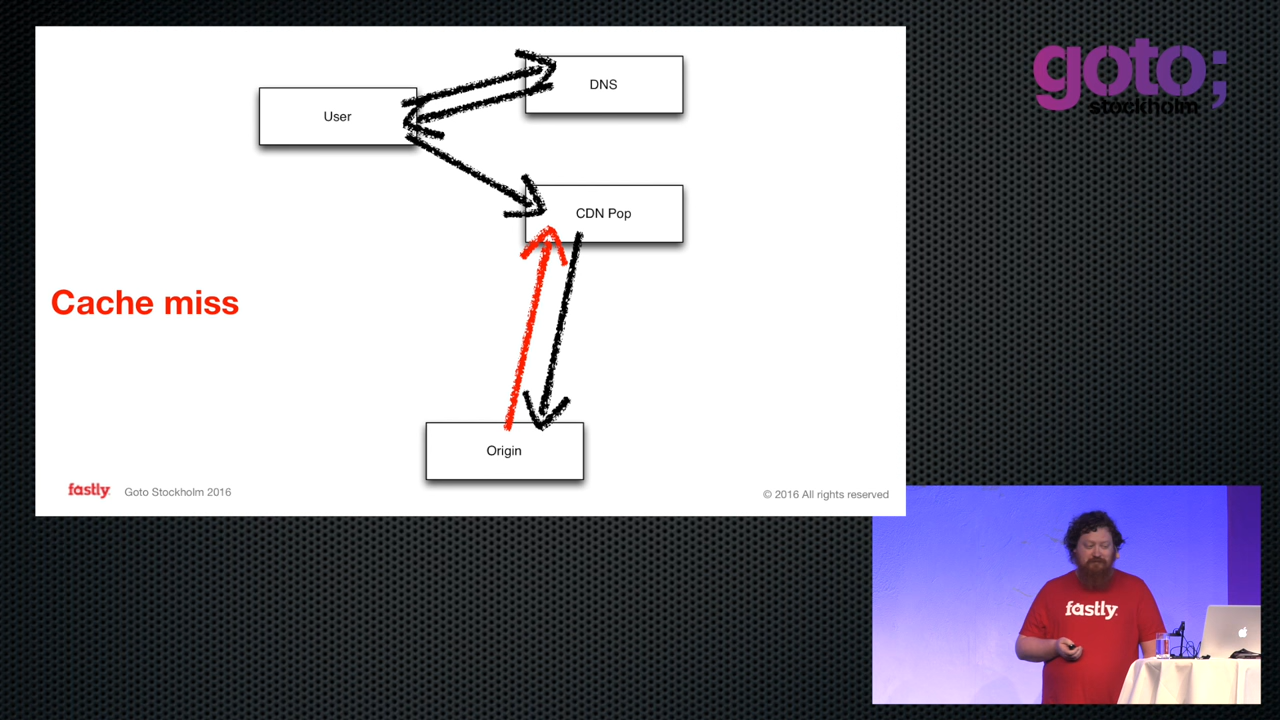 DNS
User
CDN Pop
Cache miss
Origin
fastly
Goto Stockholm 2016
© 2016 All rights reserved
goto;
stockholm
fastly